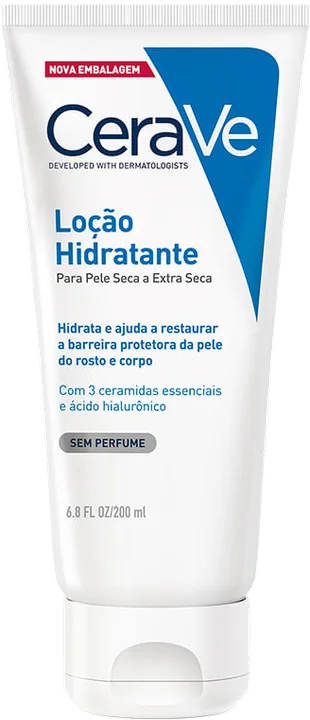 NOVA EMBALAGEM
CeraVe
DEVELOPED WITH DERMATOLOGISTS
Loção
Hidratante
Para Pele Seca a Extra Seca
Hidrata e ajuda a restaurar
a barreira protetora da pele
do rosto e corpo
Com 3 ceramidas essenciais
e ácido hialurônico
SEM PERFUME
6.8 FL OZ/200 ml